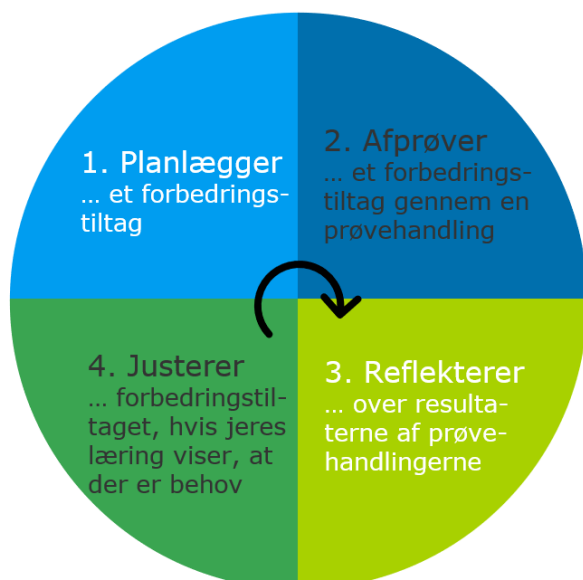 1. Planlægger
... et forbedrings-
tiltag
2. Afprøver
... et forbedrings-
tiltag gennem en
prøvehandling
3. Reflekterer
... over resulta-
terne af prøve-
handlingerne
4. Justerer
... forbedringstil-
taget, hvis jeres
læring viser, at
der er behov